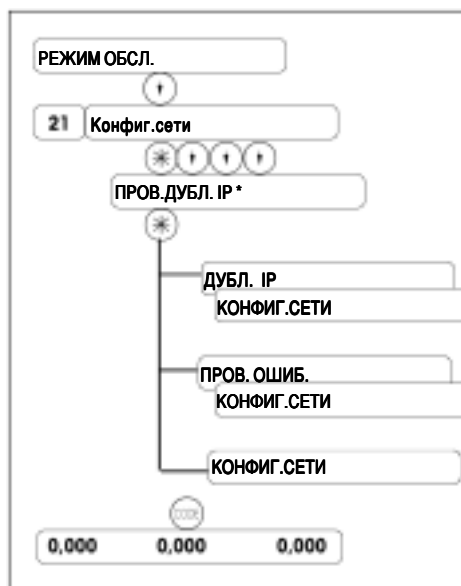 РЕЖИМ ОБСЛ.
21 Конфиг.сети
ПРОВ.ДУБЛ. IP *
ДУБЛ. IP
КОНФИГ.СЕТИ
ПРОВ. ОШИБ.
КОНФИГ.СЕТИ
КОНФИГ.СЕТИ
CODE
0,000 0,000 0,000